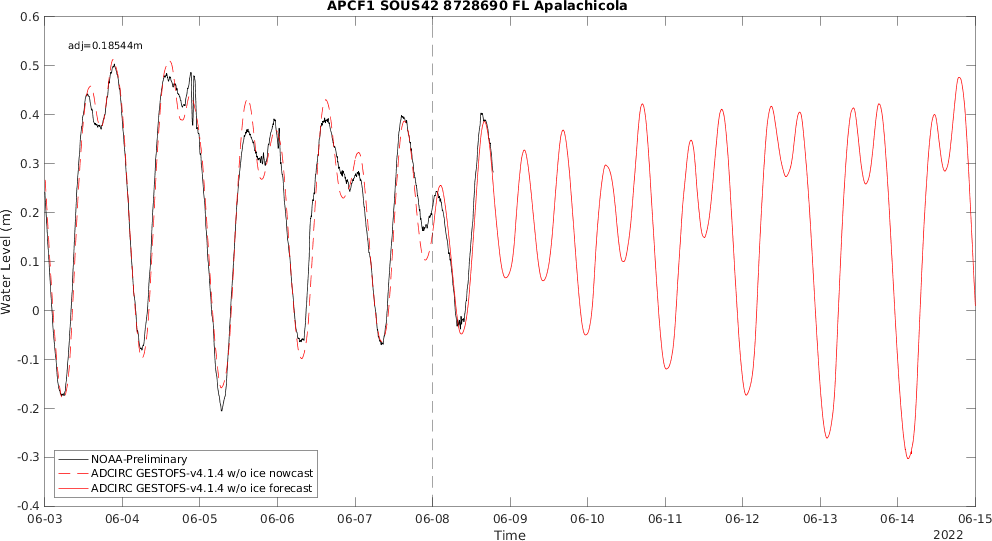 APCF1 SOUS42 8728690 FL Apalachicola
adj=0.18544m
Water Level (m)
0.6
0.5
0.4
0.3
0.2
0.1
0
-0.1
-0.2
-0.3
-0.4
NOAA-Preliminary
ADCIRC GESTOFS-v4.1.4 w/o ice nowcast
ADCIRC GESTOFS-v4.1.4 w/o ice forecast
06-03 06-04 06-05 06-06 06-07 06-08 06-09 06-10 06-11 06-12 06-13 06-14 06-15
Time
2022